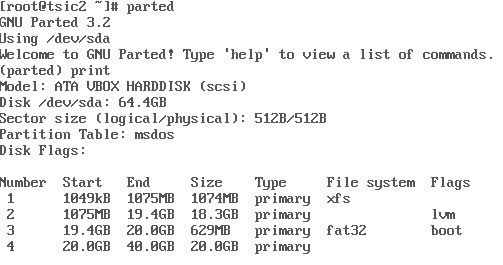 [root@tsic2 ~]# parted
GNU Parted 3.2
Using /dev/sda
Welcome to GNU Parted! Type 'help' to view a list of commands.
(parted) print
Model: ATA VBOX HARDDISK (scsi)
Disk /dev/sda: 64.4GB
Sector size (logical/physical): 512B/512B
Partition Table: msdos
Disk Flags:
Number  Start   End     Size    Type     File system  Flags
 1      1049kB  1075MB  1074MB  primary  xfs
 2      1075MB  19.4GB  18.3GB  primary               lvm
 3      19.4GB  20.0GB  629MB   primary  fat32        boot
 4      20.0GB  40.0GB  20.0GB  primary